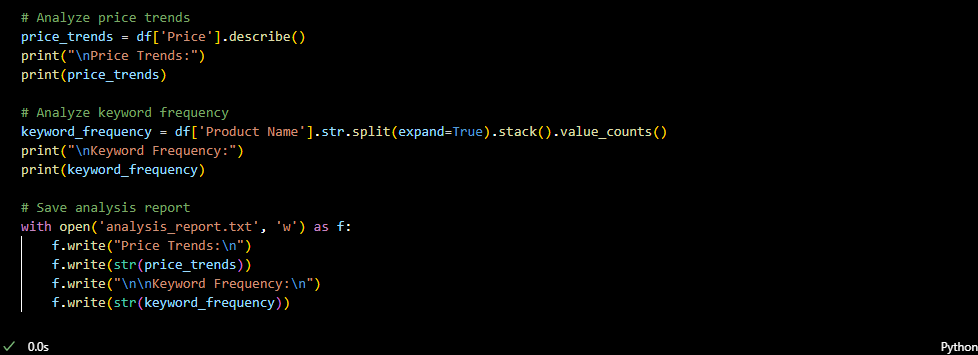 # Analyze price trends
price_trends = df['Price'].describe()
print("\nPrice Trends:")
print(price_trends)

# Analyze keyword frequency
keyword_frequency = df['Product Name'].str.split(expand=True).stack().value_counts()
print("\nKeyword Frequency:")
print(keyword_frequency)

# Save analysis report
with open('analysis_report.txt', 'w') as f:
    f.write("Price Trends:\n")
    f.write(str(price_trends))
    f.write("\n\nKeyword Frequency:\n")
    f.write(str(keyword_frequency))
0.0s
Python